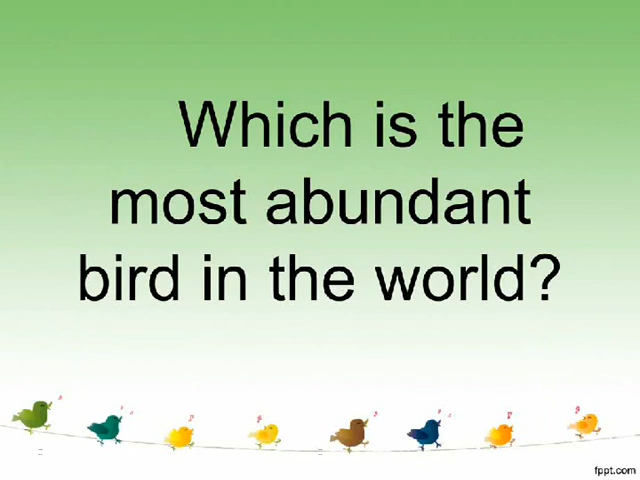 Which is the
most abundant
bird in the world?
fppt.com